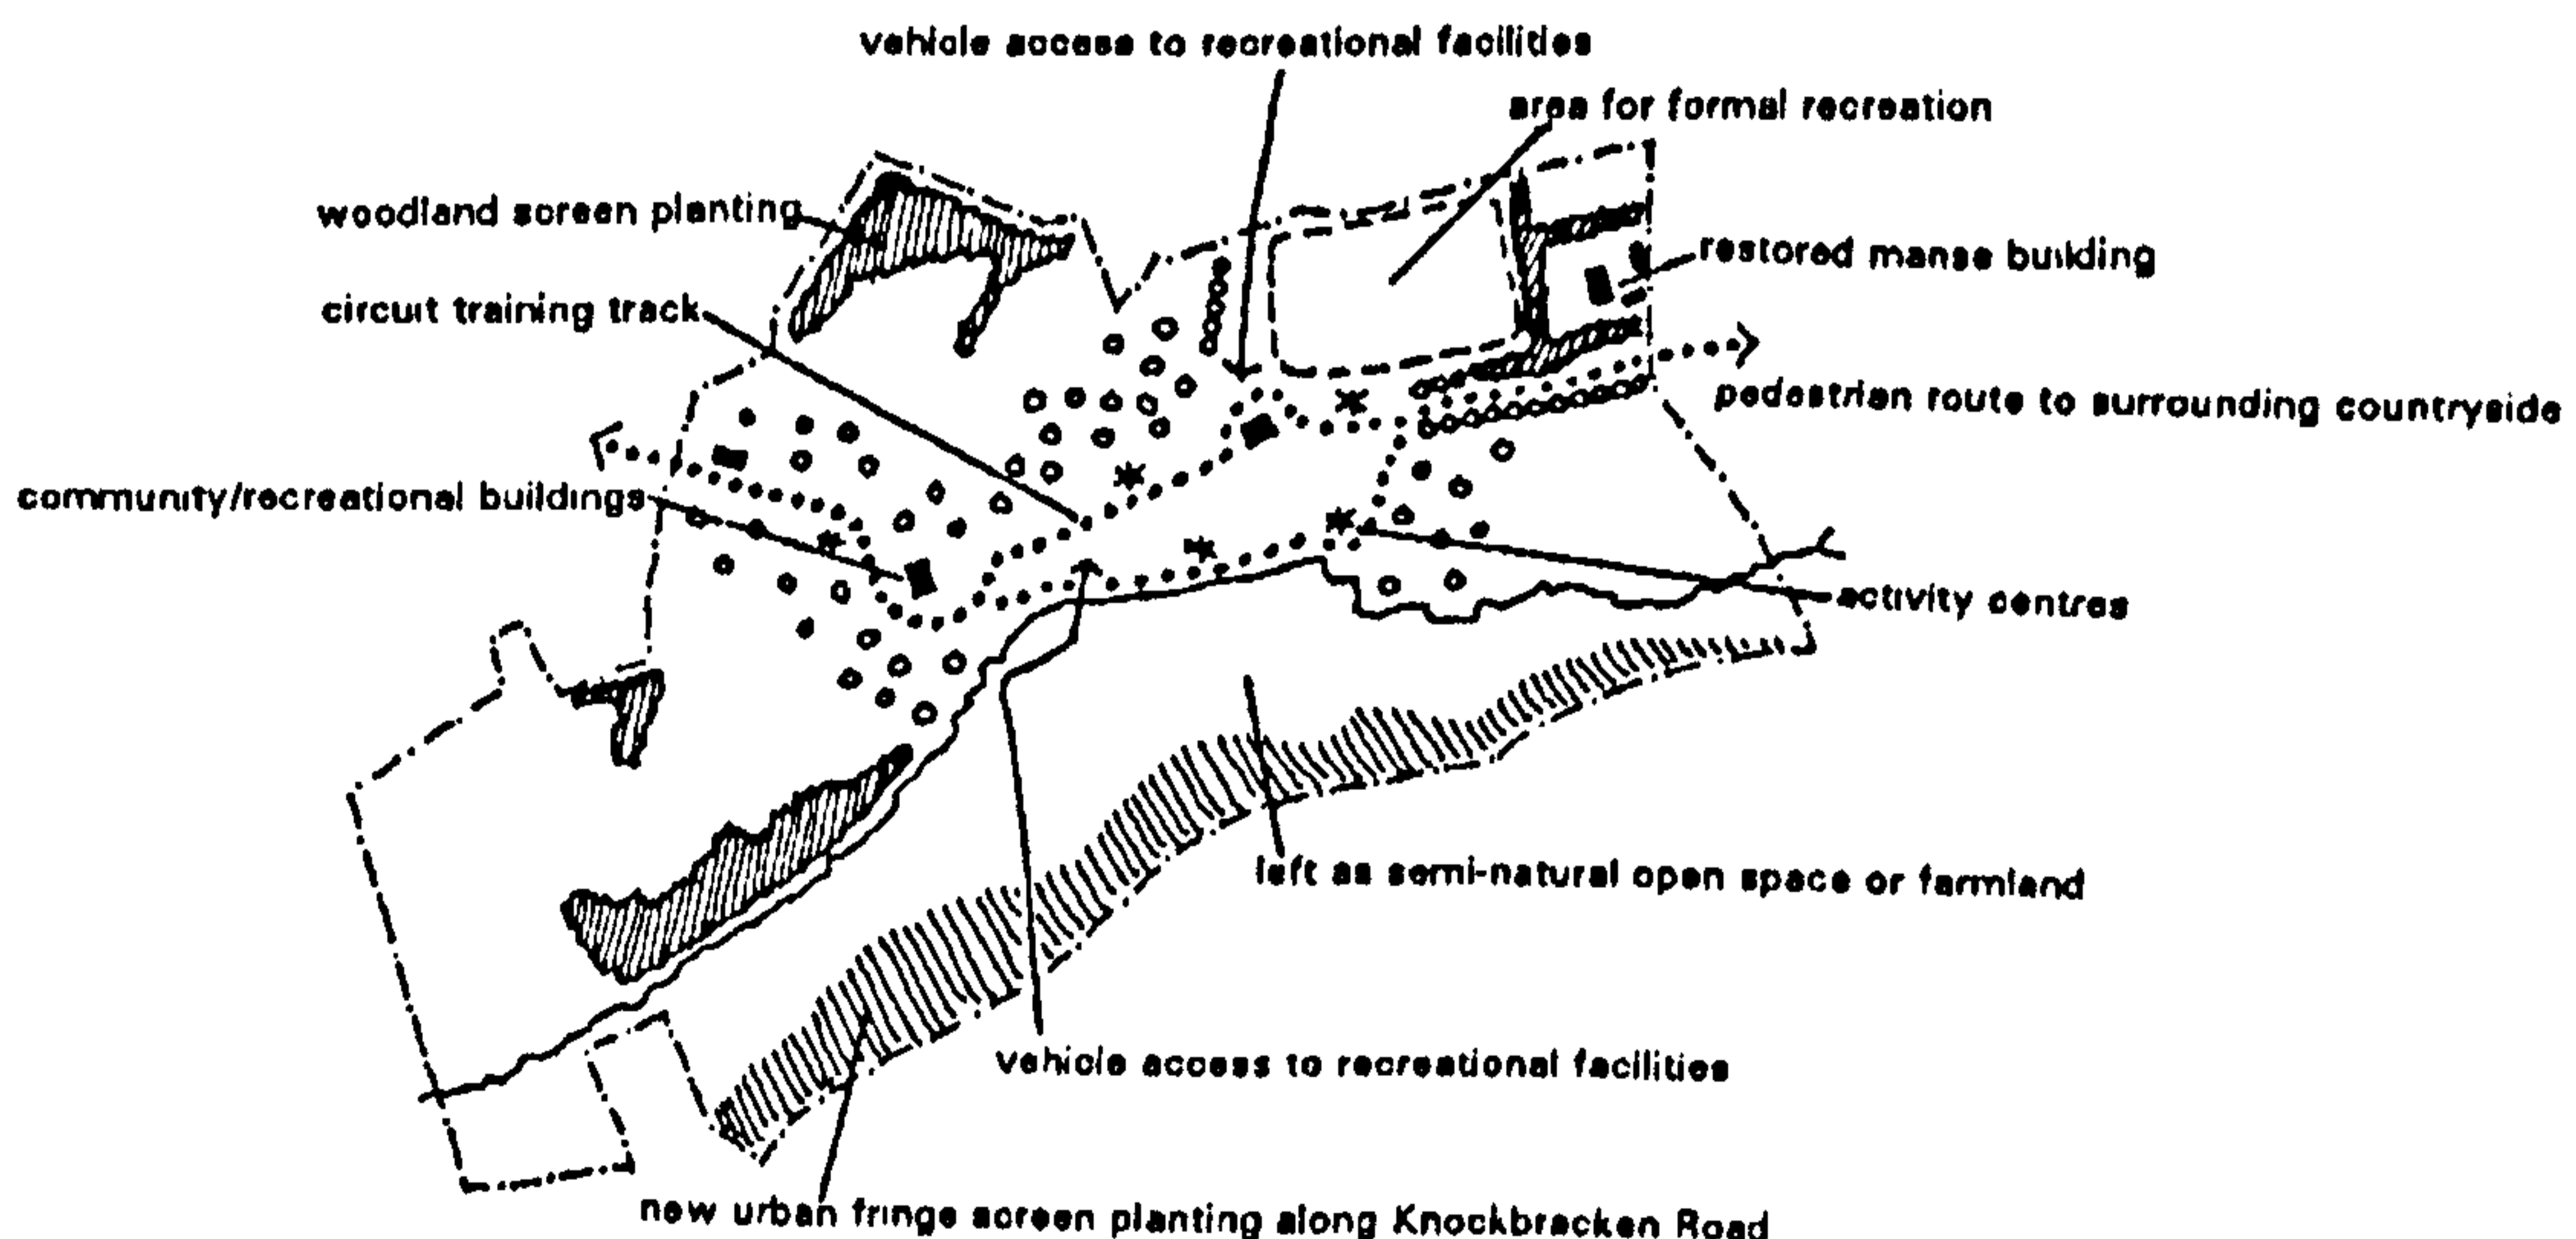 vehicle access to recreational facilities
area for formal recreation
woodland screen planting
restored manse building
circuit training track
pedestrian route to surrounding countryside
community/recreational buildings
activity centres
left as semi-natural open space or farmland
vehicle access to recreational facilities
new urban fringe screen planting along Knockbracken Road